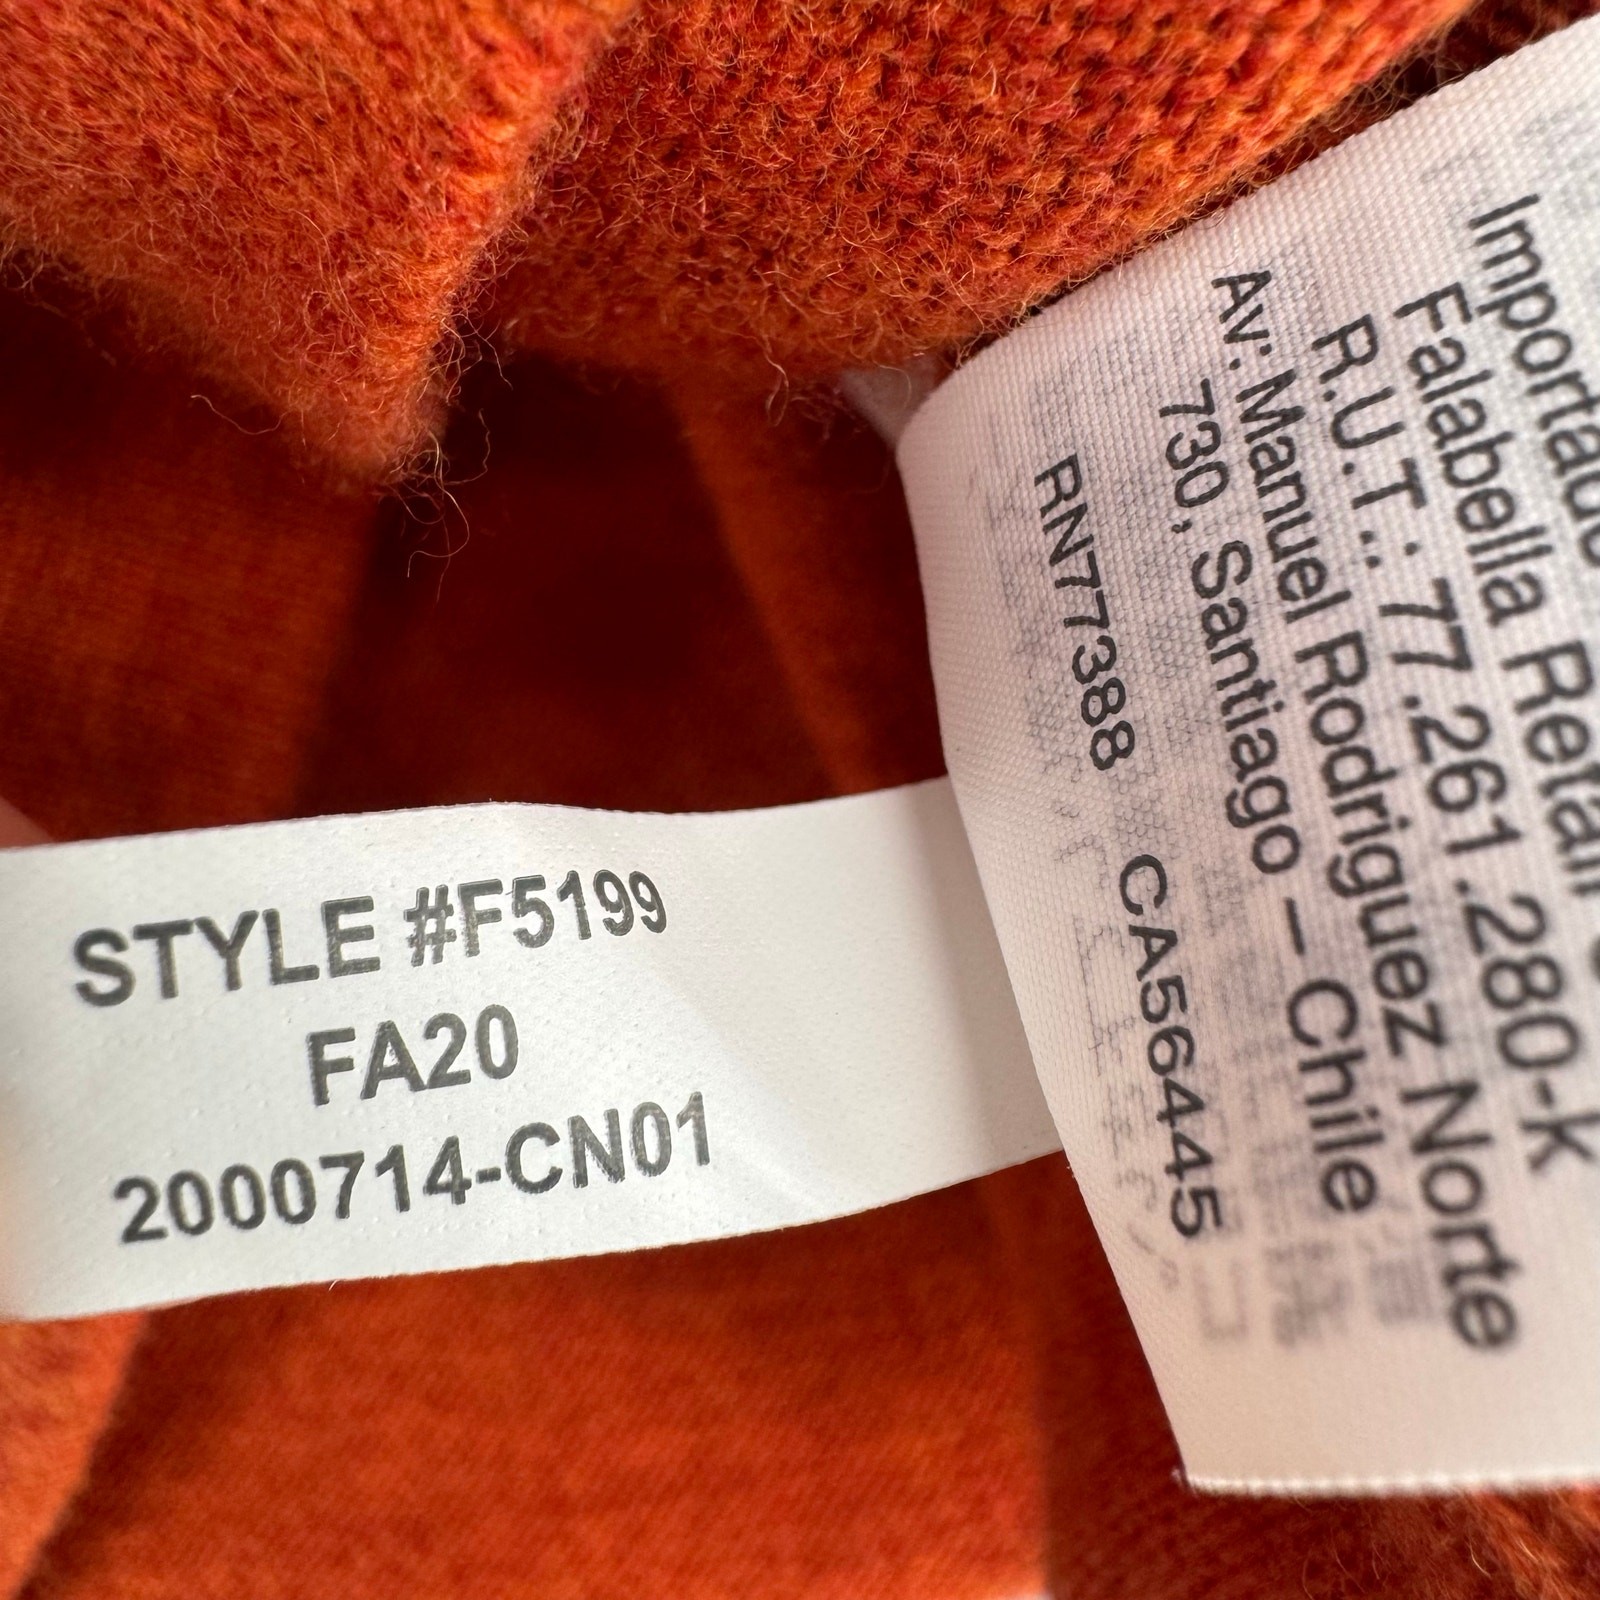 STYLE #F5199
FA20
2000714-CN01
Importado
Falabella Retail
R.U.T.: 77.261.280-k
Av. Manuel Rodriguez Norte
730, Santiago – Chile
RN77388 CA56445